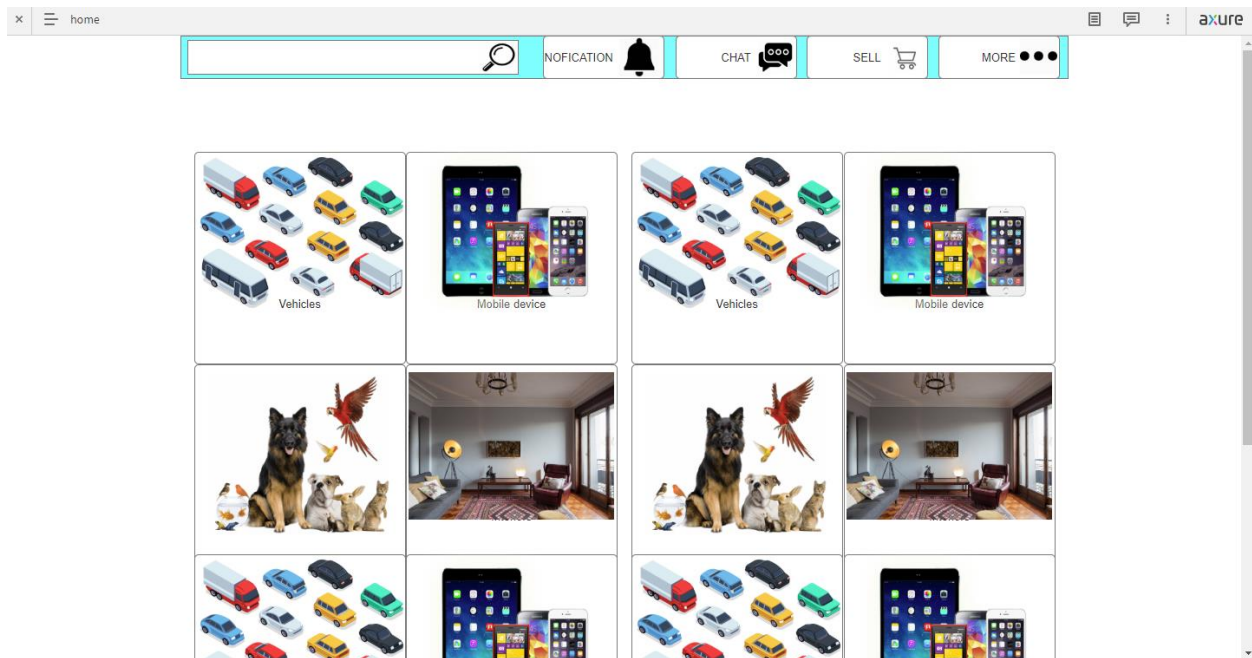 home
axure
NOFICATION
CHAT
SELL
MORE
Vehicles
Mobile device
Vehicles
Mobile device